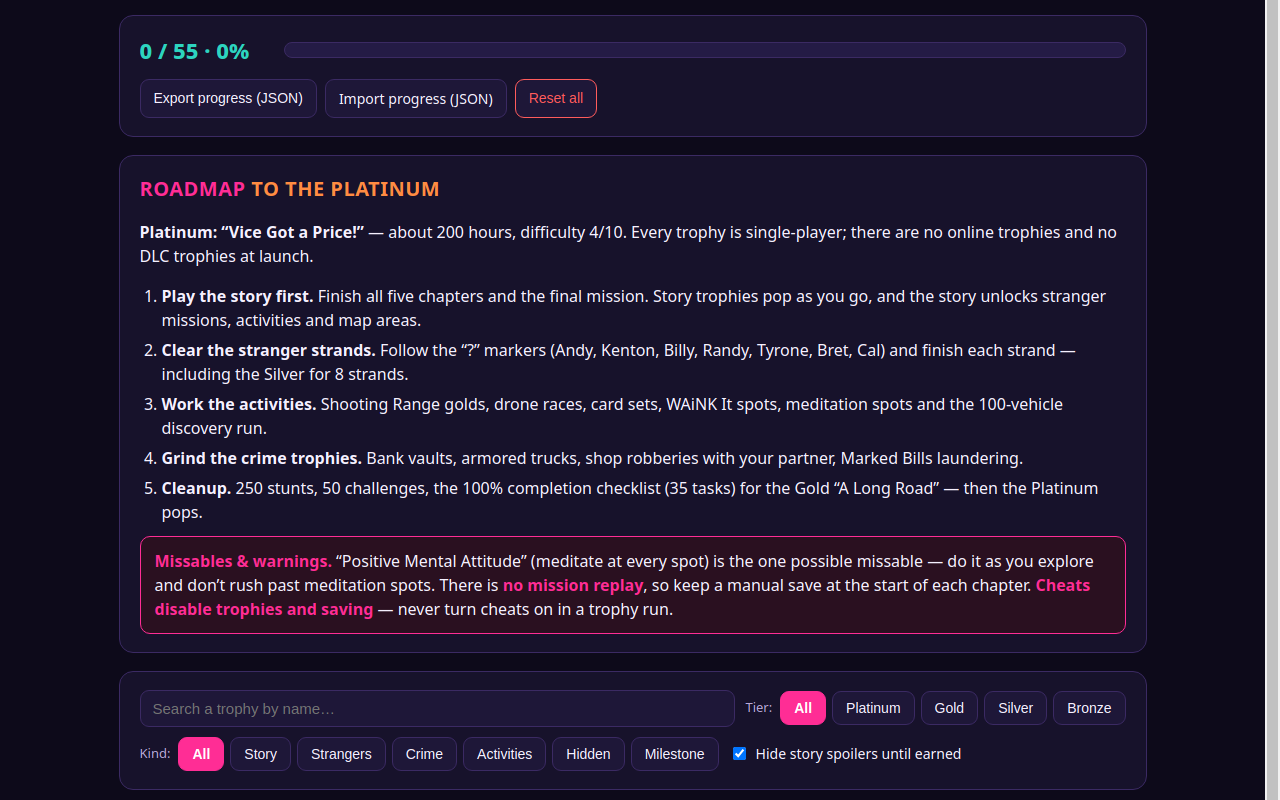 0 / 55 · 0%
Export progress (JSON)
Import progress (JSON)
Reset all
ROADMAP TO THE PLATINUM
Platinum: “Vice Got a Price!” — about 200 hours, difficulty 4/10. Every trophy is single-player; there are no online trophies and no
DLC trophies at launch.
1. Play the story first. Finish all five chapters and the final mission. Story trophies pop as you go, and the story unlocks stranger
missions, activities and map areas.
2. Clear the stranger strands. Follow the “?” markers (Andy, Kenton, Billy, Randy, Tyrone, Bret, Cal) and finish each strand —
including the Silver for 8 strands.
3. Work the activities. Shooting Range golds, drone races, card sets, WAiNK It spots, meditation spots and the 100-vehicle
discovery run.
4. Grind the crime trophies. Bank vaults, armored trucks, shop robberies with your partner, Marked Bills laundering.
5. Cleanup. 250 stunts, 50 challenges, the 100% completion checklist (35 tasks) for the Gold “A Long Road” — then the Platinum
pops.
Missables & warnings. “Positive Mental Attitude” (meditate at every spot) is the one possible missable — do it as you explore
and don’t rush past meditation spots. There is no mission replay, so keep a manual save at the start of each chapter. Cheats
disable trophies and saving — never turn cheats on in a trophy run.
Search a trophy by name…
Tier: All Platinum Gold Silver Bronze
Kind: All Story Strangers Crime Activities Hidden Milestone Hide story spoilers until earned